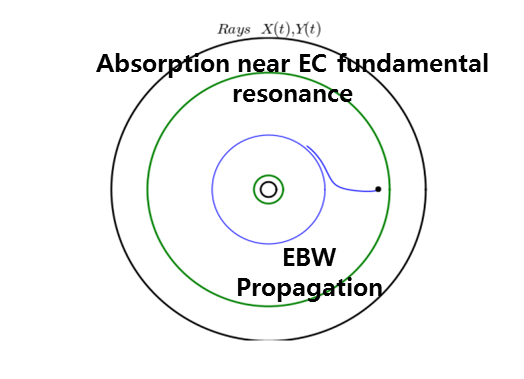 Rays X(t),Y(t)
Absorption near EC fundamental
resonance
EBW
Propagation